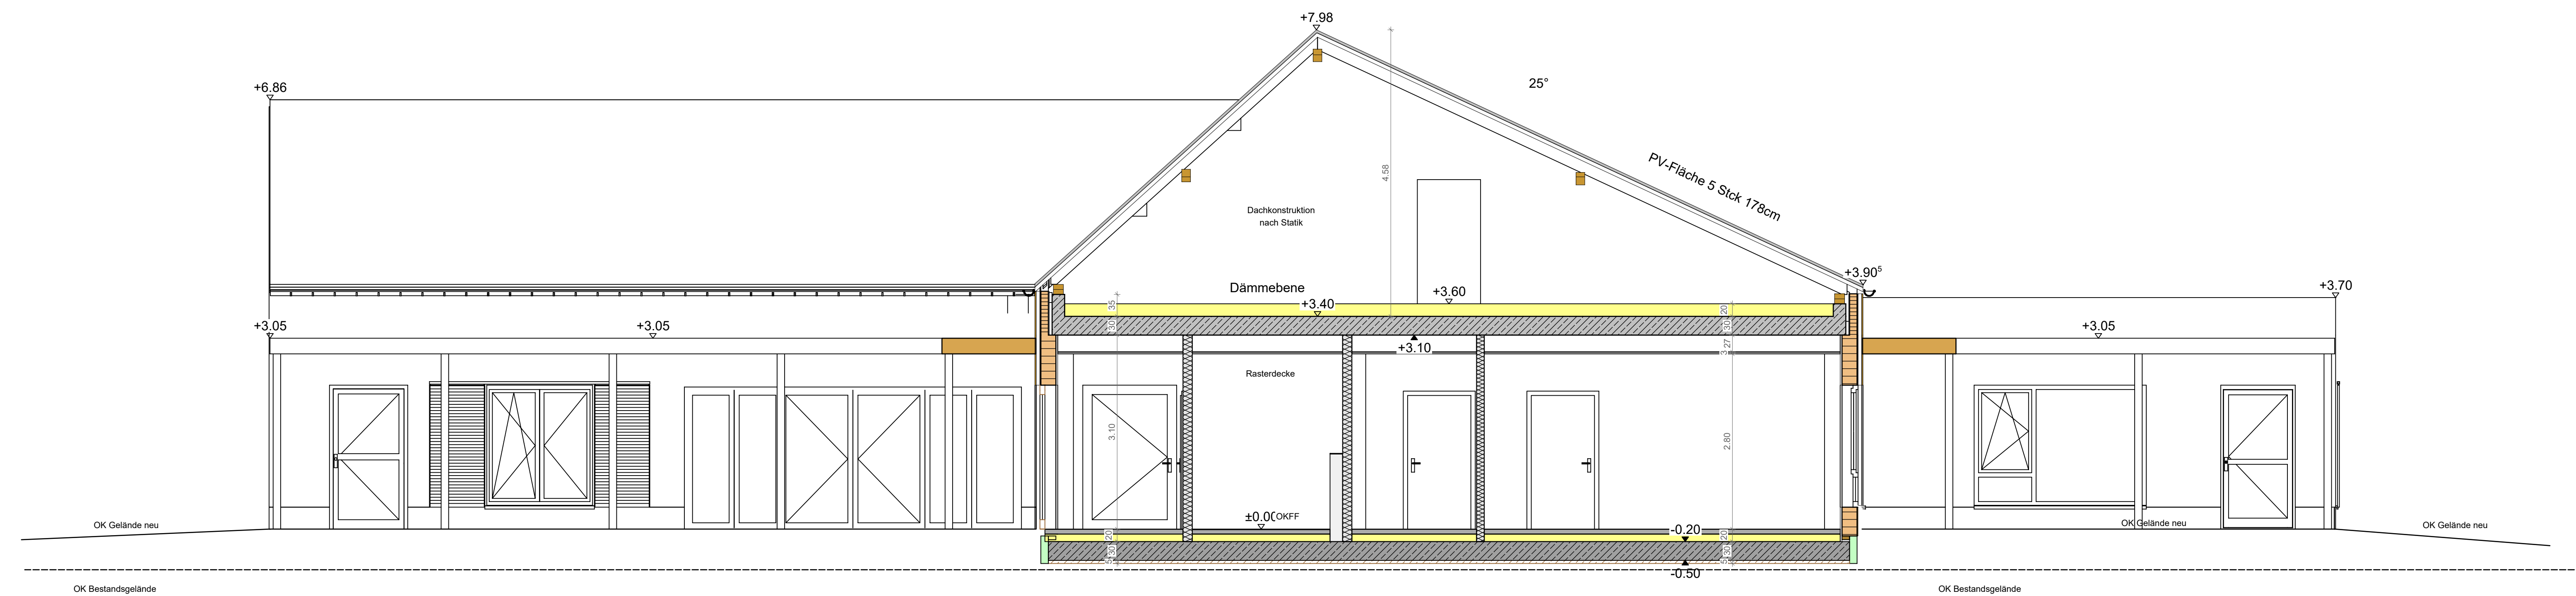 +7.98
25°
+6.86
4.58
PV-Fläche 5 Stck 178cm
Dachkonstruktion
nach Statik
+3.90⁵
Dämmebene
+3.60
+3.70
+3.40
35
20
+3.05
+3.05
30
30
+3.05
+3.10
27
3
Rasterdecke
3.10
2.80
OK Gelände neu
±0.00
OKFF
OK Gelände neu
OK Gelände neu
-0.20
20
20
30
30
5
5
-0.50
OK Bestandsgelände
OK Bestandsgelände